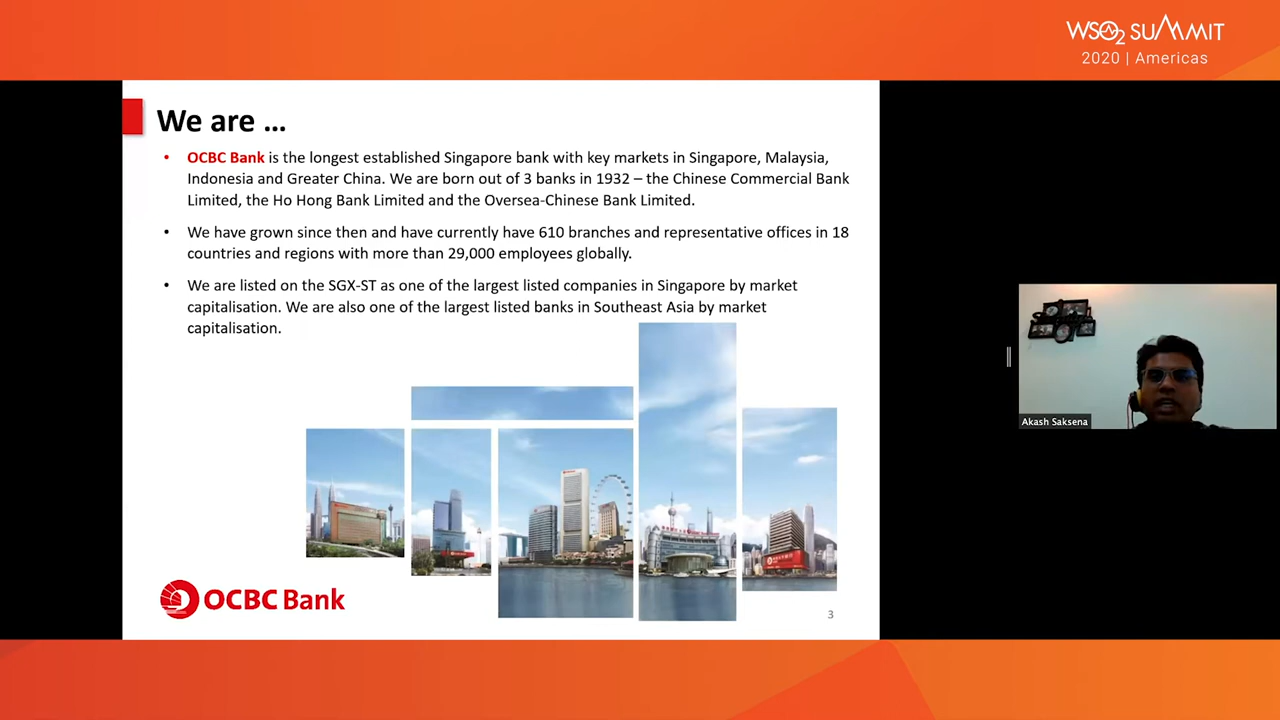 WSO2 SUMMIT
2020 | Americas
We are ...
• OCBC Bank is the longest established Singapore bank with key markets in Singapore, Malaysia,
Indonesia and Greater China. We are born out of 3 banks in 1932 – the Chinese Commercial Bank
Limited, the Ho Hong Bank Limited and the Oversea-Chinese Bank Limited.
• We have grown since then and have currently have 610 branches and representative offices in 18
countries and regions with more than 29,000 employees globally.
• We are listed on the SGX-ST as one of the largest listed companies in Singapore by market
capitalisation. We are also one of the largest listed banks in Southeast Asia by market
capitalisation.
Akash Saksena
OCBC Bank
3